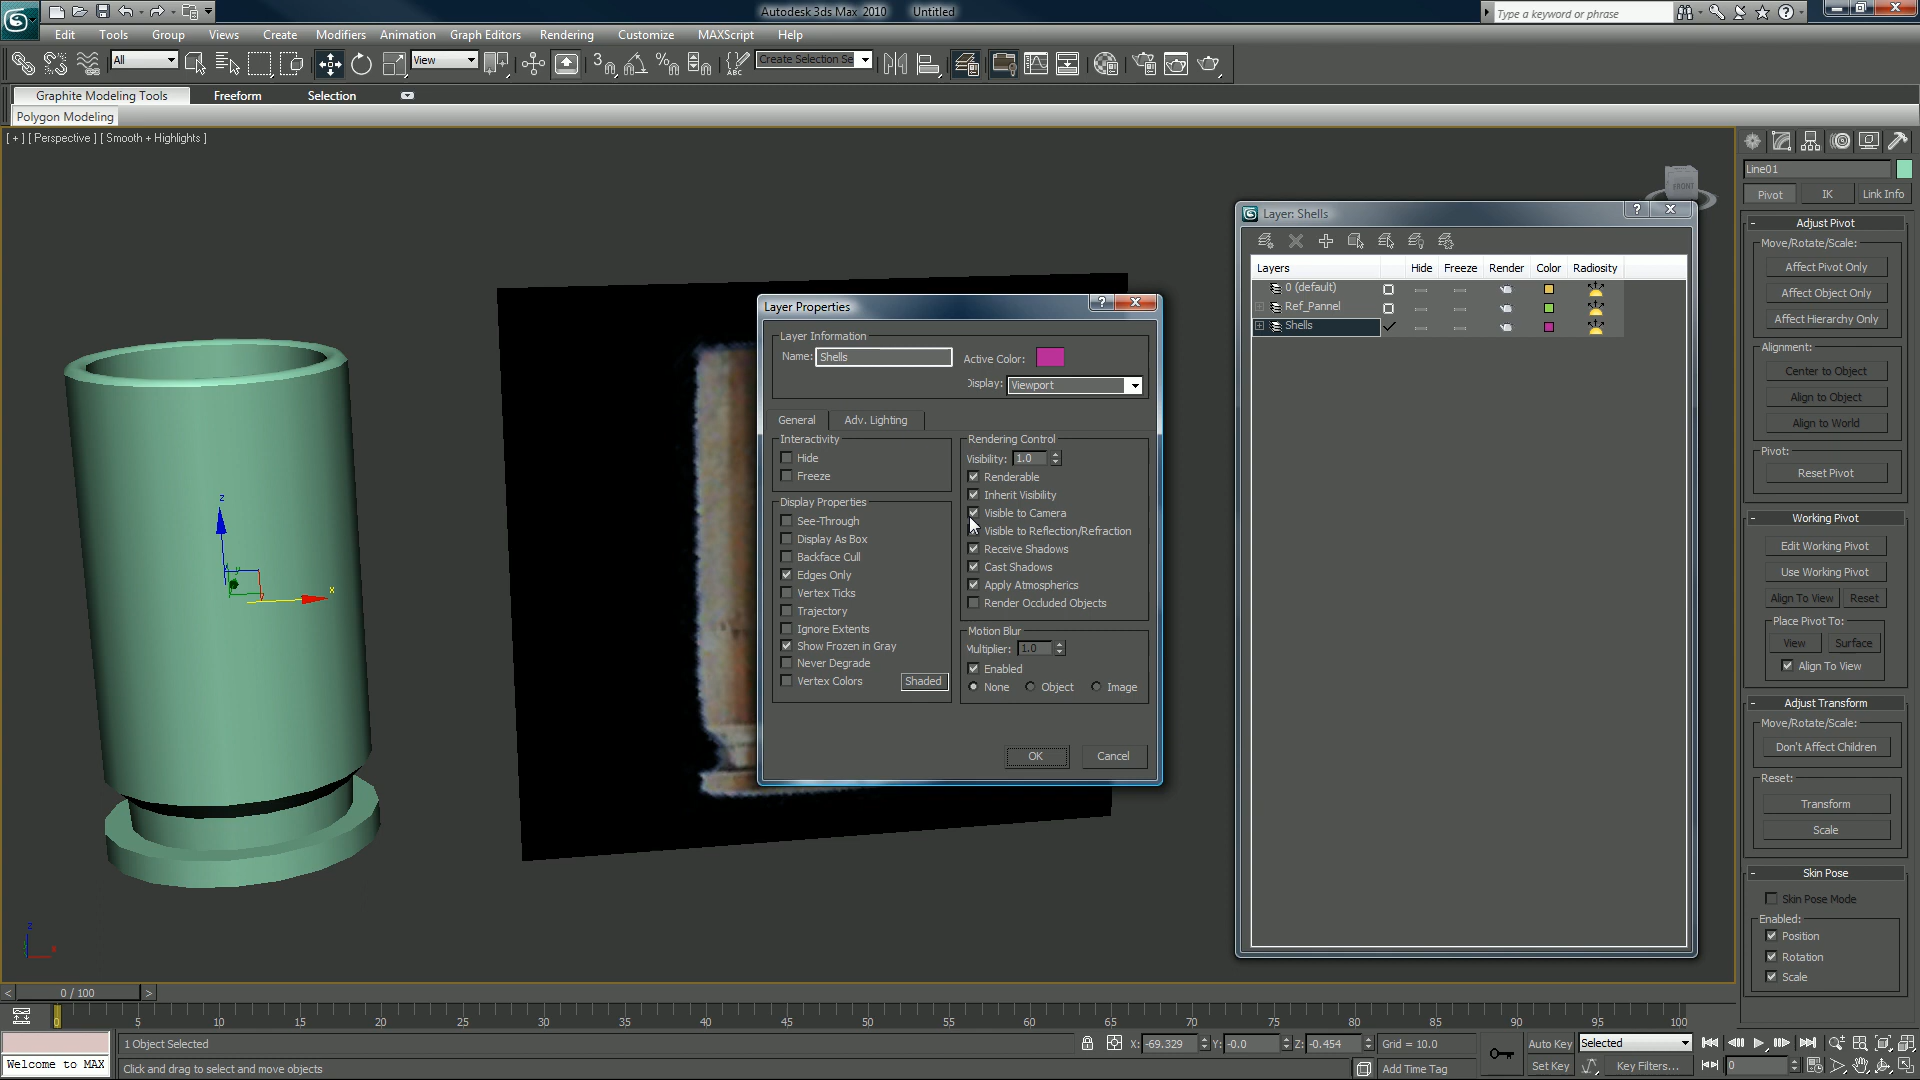 Autodesk 3ds Max 2010 Untitled
Type a keyword or phrase
Edit Tools Group Views Create Modifiers Animation Graph Editors Rendering Customize MAXScript Help
All View Create Selection Se
Graphite Modeling Tools Freeform Selection
Polygon Modeling
[ + ] [ Perspective ] [ Smooth + Highlights ]
FRONT
z
x
y
z
Layer Properties
Layer Information
Name: Shells
Active Color:
Display: Viewport
General Adv. Lighting
Interactivity
Hide
Freeze
Display Properties
See-Through
Display As Box
Backface Cull
Edges Only
Vertex Ticks
Trajectory
Ignore Extents
Show Frozen in Gray
Never Degrade
Vertex Colors Shaded
Rendering Control
Visibility: 1.0
Renderable
Inherit Visibility
Visible to Camera
Visible to Reflection/Refraction
Receive Shadows
Cast Shadows
Apply Atmospherics
Render Occluded Objects
Motion Blur
Multiplier: 1.0
Enabled
None Object Image
OK Cancel
Layer: Shells
Layers Hide Freeze Render Color Radiosity
0 (default)
Ref_Pannel
Shells
Line01
Pivot IK Link Info
- Adjust Pivot
Move/Rotate/Scale:
Affect Pivot Only
Affect Object Only
Affect Hierarchy Only
Alignment:
Center to Object
Align to Object
Align to World
Pivot:
Reset Pivot
- Working Pivot
Edit Working Pivot
Use Working Pivot
Align To View Reset
Place Pivot To:
View Surface
Align To View
- Adjust Transform
Move/Rotate/Scale:
Don't Affect Children
Reset:
Transform
Scale
- Skin Pose
Skin Pose Mode
Enabled:
Position
Rotation
Scale
< 0 / 100 >
0 5 10 15 20 25 30 35 40 45 50 55 60 65 70 75 80 85 90 95 100
1 Object Selected
X: -69.329 Y: -0.0 Z: -0.454 Grid = 10.0
Auto Key Selected
Welcome to MAX
Click and drag to select and move objects
Add Time Tag
Set Key Key Filters... 0